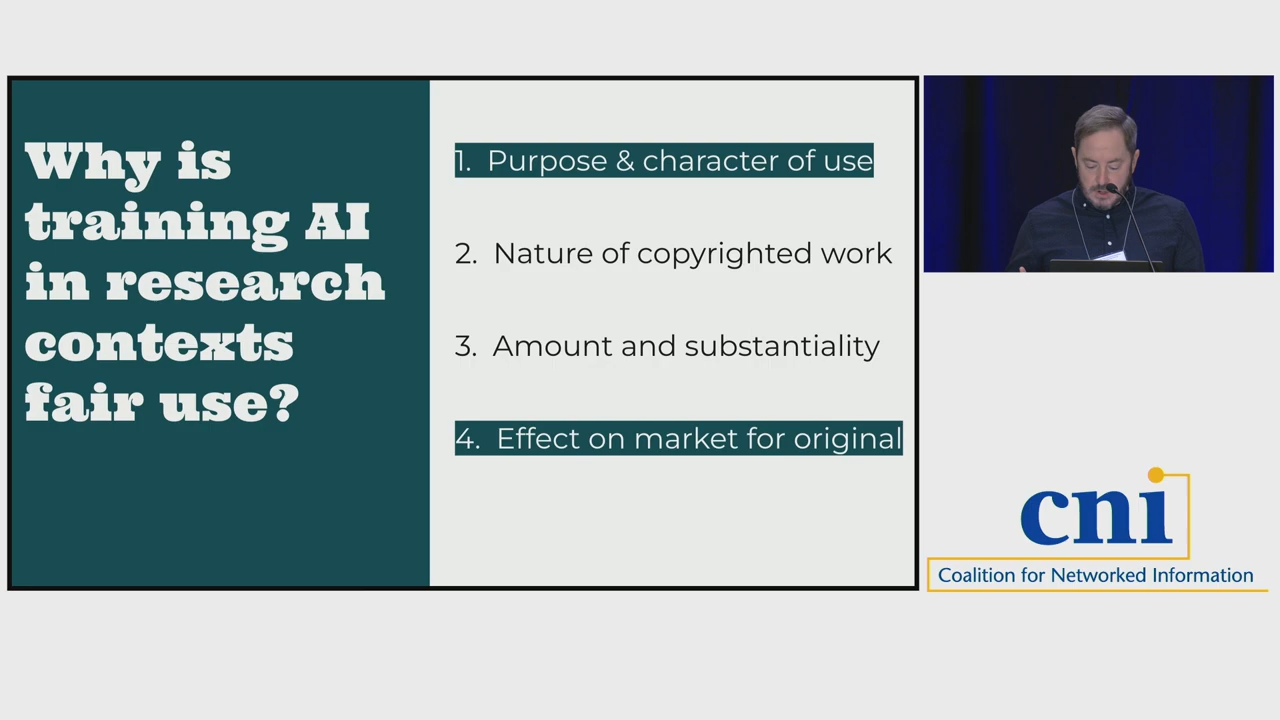 Why is
training AI
in research
contexts
fair use?
1. Purpose & character of use
2. Nature of copyrighted work
3. Amount and substantiality
4. Effect on market for original
cni
Coalition for Networked Information